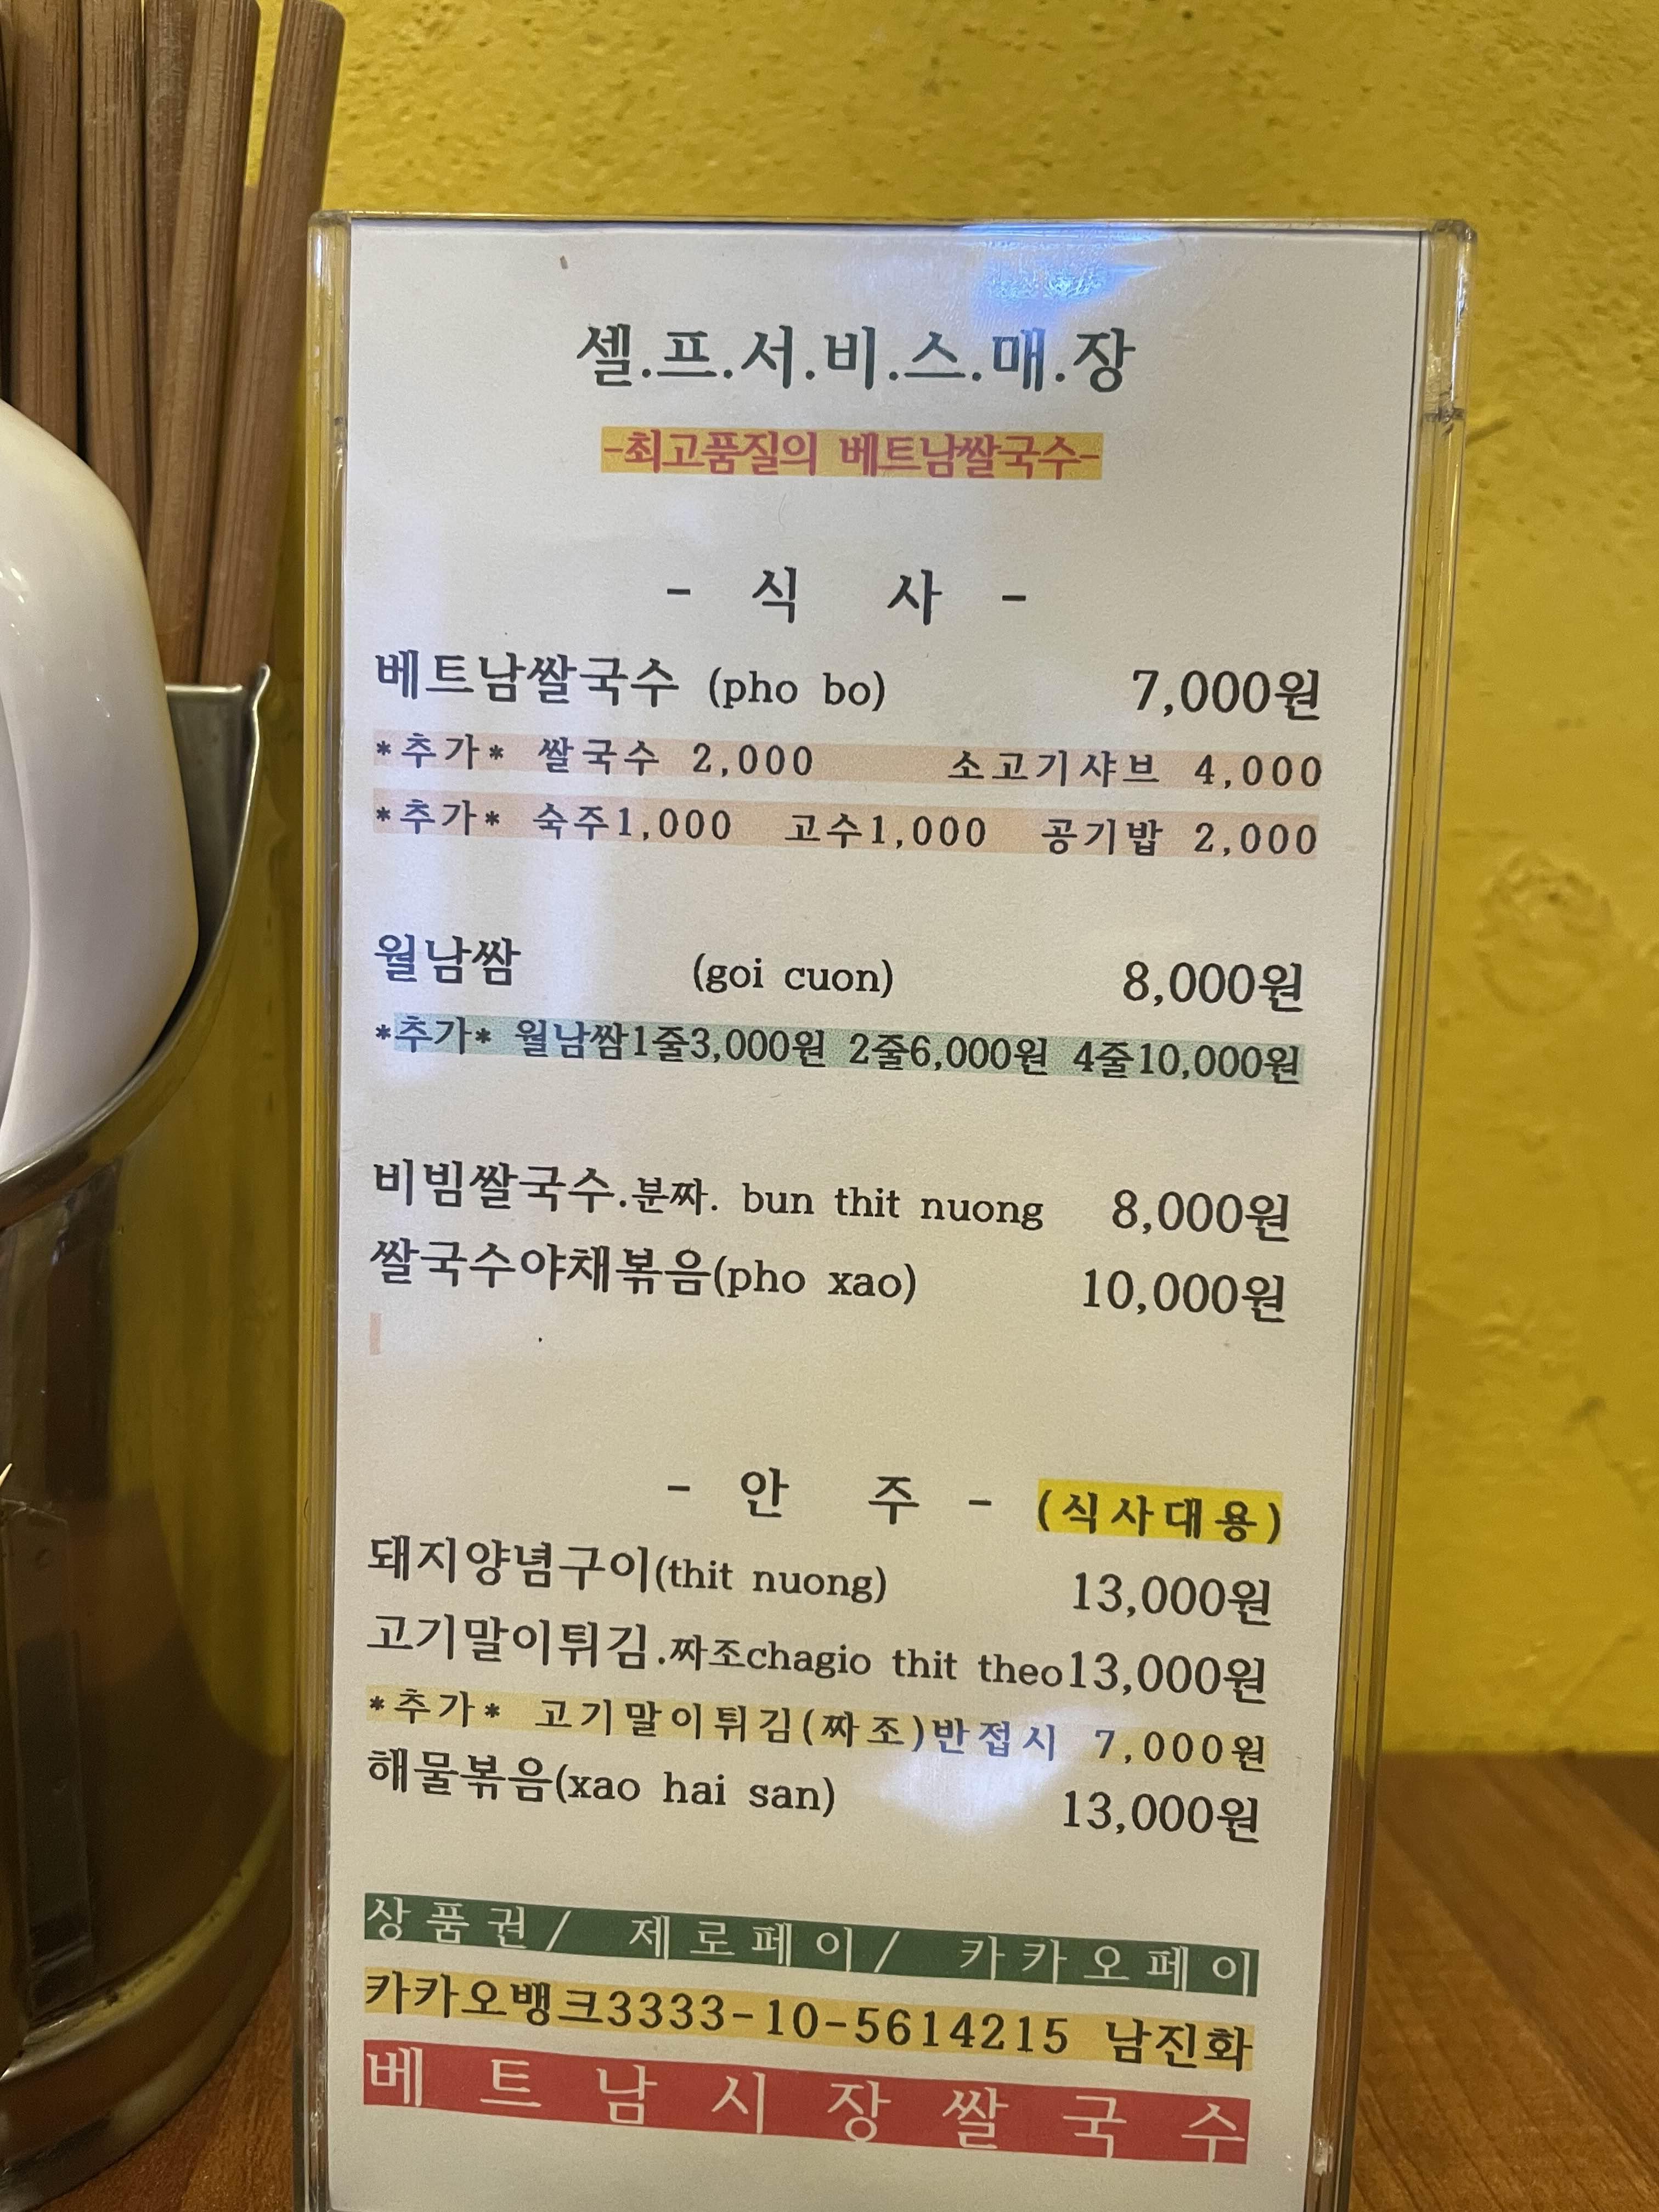 셀.프.서.비.스.매.장
-최고품질의 베트남쌀국수-
- 식 사 -
베트남쌀국수 (pho bo) 7,000원
*추가* 쌀국수 2,000 소고기샤브 4,000
*추가* 숙주1,000 고수1,000 공기밥 2,000
월남쌈 (goi cuon) 8,000원
*추가* 월남쌈1줄3,000원 2줄6,000원 4줄10,000원
비빔쌀국수.분짜. bun thit nuong 8,000원
쌀국수야채볶음(pho xao) 10,000원
- 안 주 - (식사대용)
돼지양념구이(thit nuong) 13,000원
고기말이튀김.짜조chagio thit theo13,000원
*추가* 고기말이튀김(짜조)반접시 7,000원
해물볶음(xao hai san) 13,000원
상품권/ 제로페이/ 카카오페이
카카오뱅크3333-10-5614215 남진화
베트남시장쌀국수